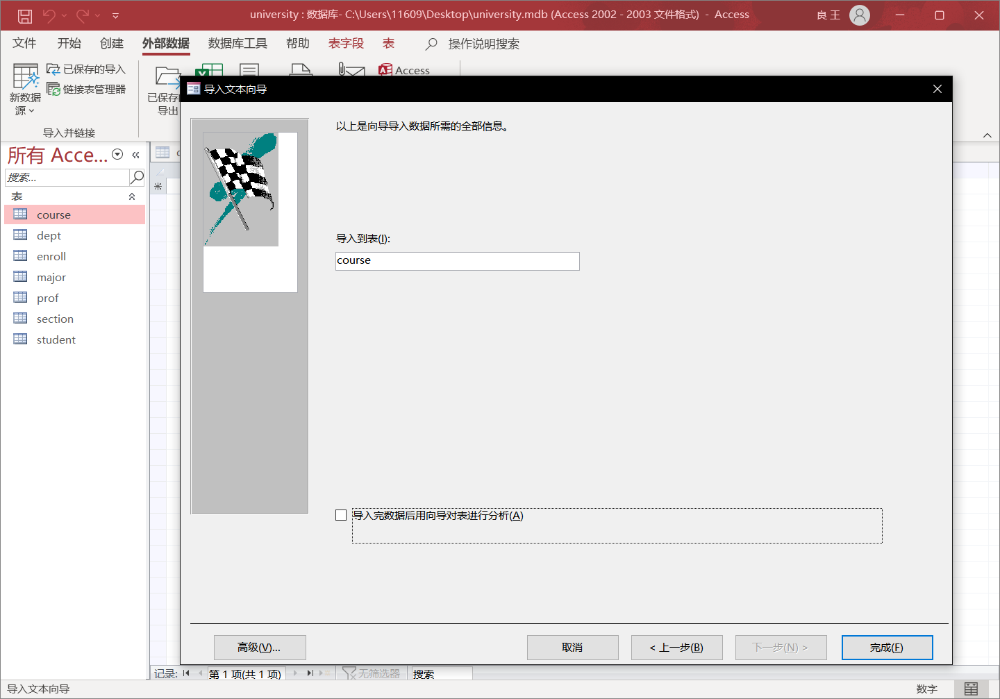 university : 数据库- C:\Users\11609\Desktop\university.mdb (Access 2002 - 2003 文件格式) - Access
良 王
文件 开始 创建 外部数据 数据库工具 帮助 表字段 表 操作说明搜索
新数据源
已保存的导入
链接表管理器
导入并链接
已保存
导出
Access
导入文本向导
以上是向导导入数据所需的全部信息。
导入到表(I):
course
导入完数据后用向导对表进行分析(A)
高级(V)...
取消
< 上一步(B)
下一步(N) >
完成(F)
所有 Acce...
搜索...
表
course
dept
enroll
major
prof
section
student
记录: 第 1 项(共 1 项) 无筛选器 搜索
导入文本向导
数字